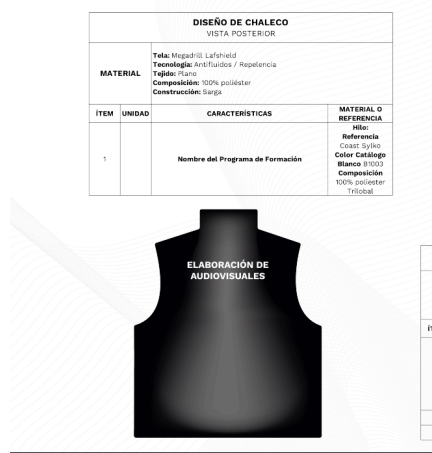 DISEÑO DE CHALECO
VISTA POSTERIOR
MATERIAL
Tela: Megadrill Lafshield
Tecnología: Antifluidos / Repelencia
Tejido: Plano
Composición: 100% poliéster
Construcción: Sarga
ÍTEM UNIDAD CARACTERÍSTICAS MATERIAL O
REFERENCIA
1 Nombre del Programa de Formación
Hilo:
Referencia
Coast Sylko
Color Catálogo
Blanco B1003
Composición
100% poliester
Trilobal
ELABORACIÓN DE
AUDIOVISUALES